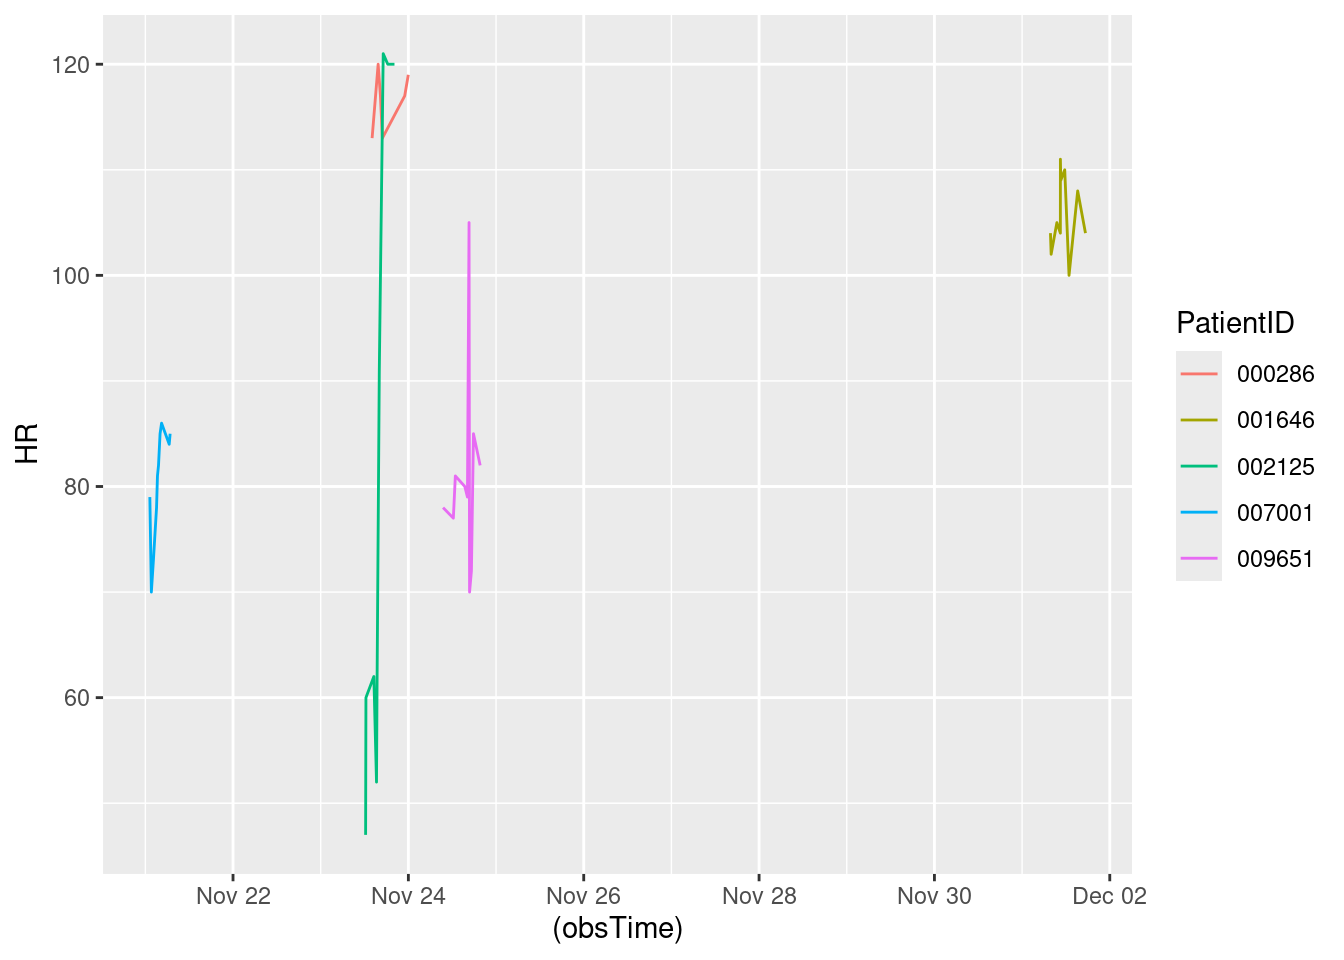 120
100
80
60
HR
Nov 22
Nov 24
Nov 26
Nov 28
Nov 30
Dec 02
(obsTime)
PatientID
000286
001646
002125
007001
009651